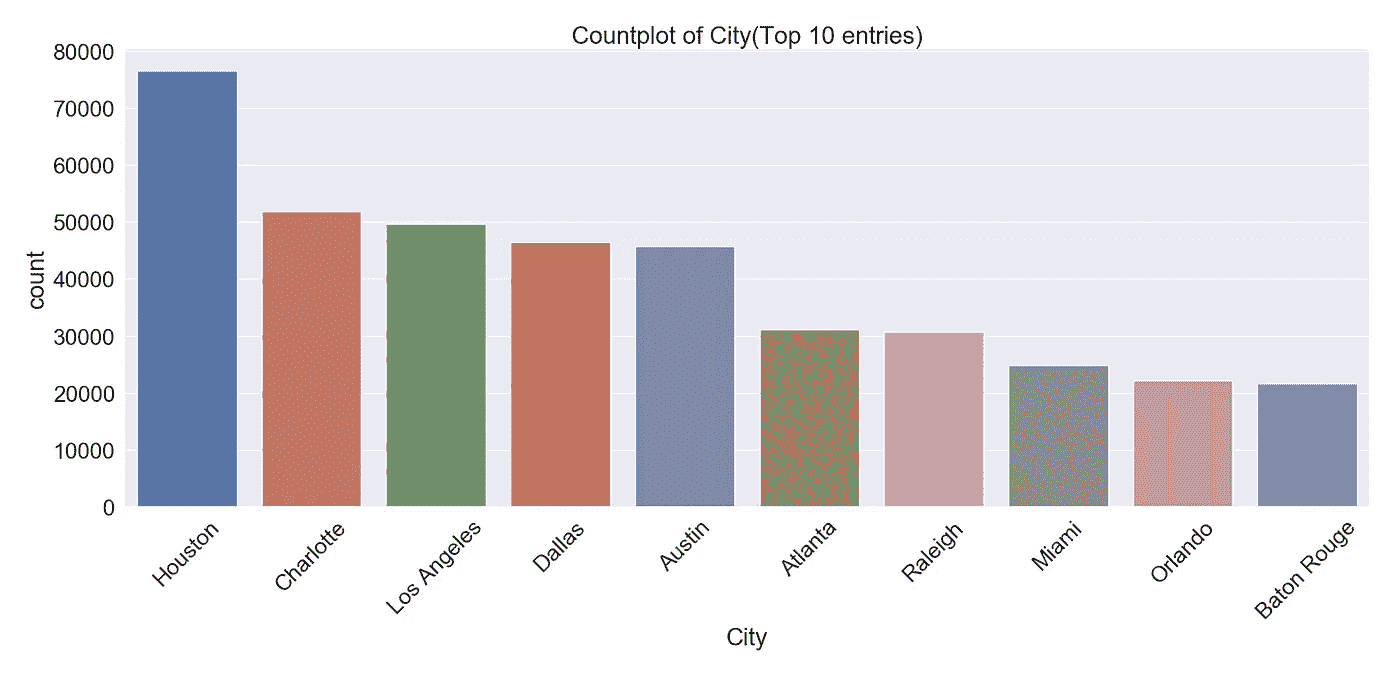 Countplot of City(Top 10 entries)
80000
70000
60000
50000
40000
30000
20000
10000
0
count
Houston
Charlotte
Los Angeles
Dallas
Austin
Atlanta
Raleigh
Miami
Orlando
Baton Rouge
City